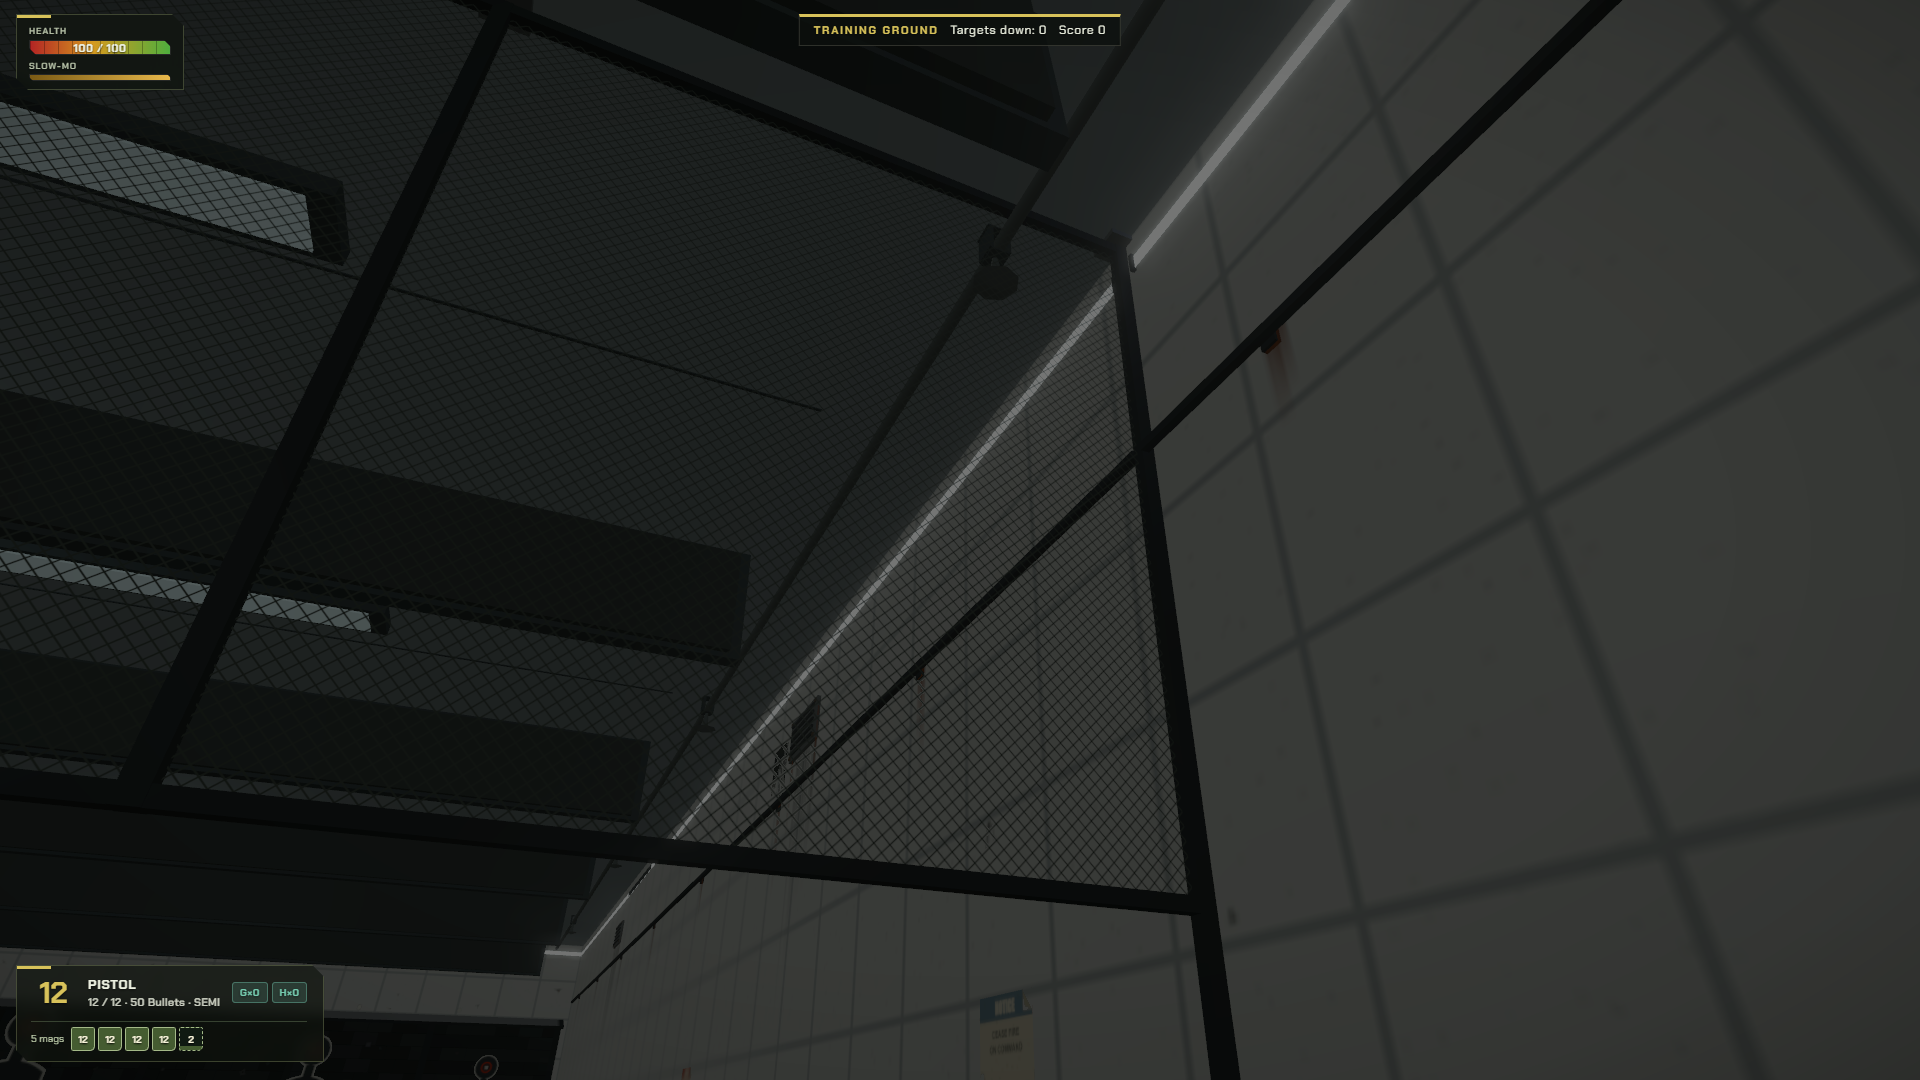 HEALTH
100 / 100
SLOW-MO
TRAINING GROUND Targets down: 0 Score 0
12
PISTOL
12 / 12 · 50 Bullets · SEMI
G×0 H×0
5 mags 12 12 12 12 2